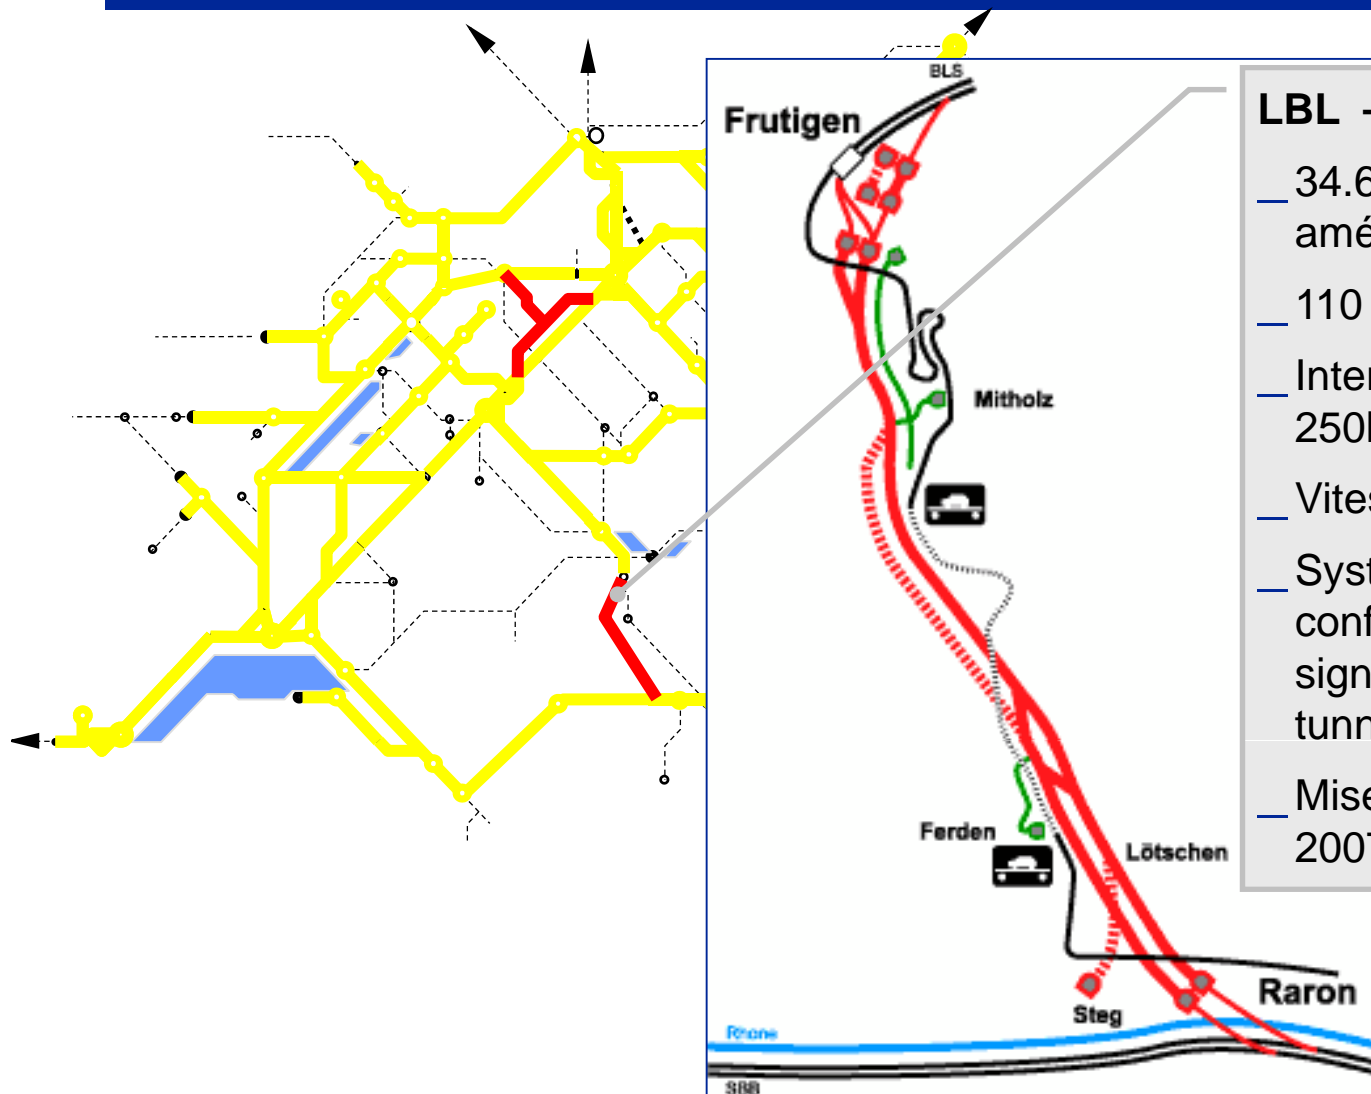 BLS
Frutigen
Mitholz
Ferden
Lötschen
Steg
Raron
Rhone
SBB
LBL -
_ 34.6
amé
_ 110
_ Inter
250
_ Vites
_ Syst
conf
sign
tunn
_ Mise
200